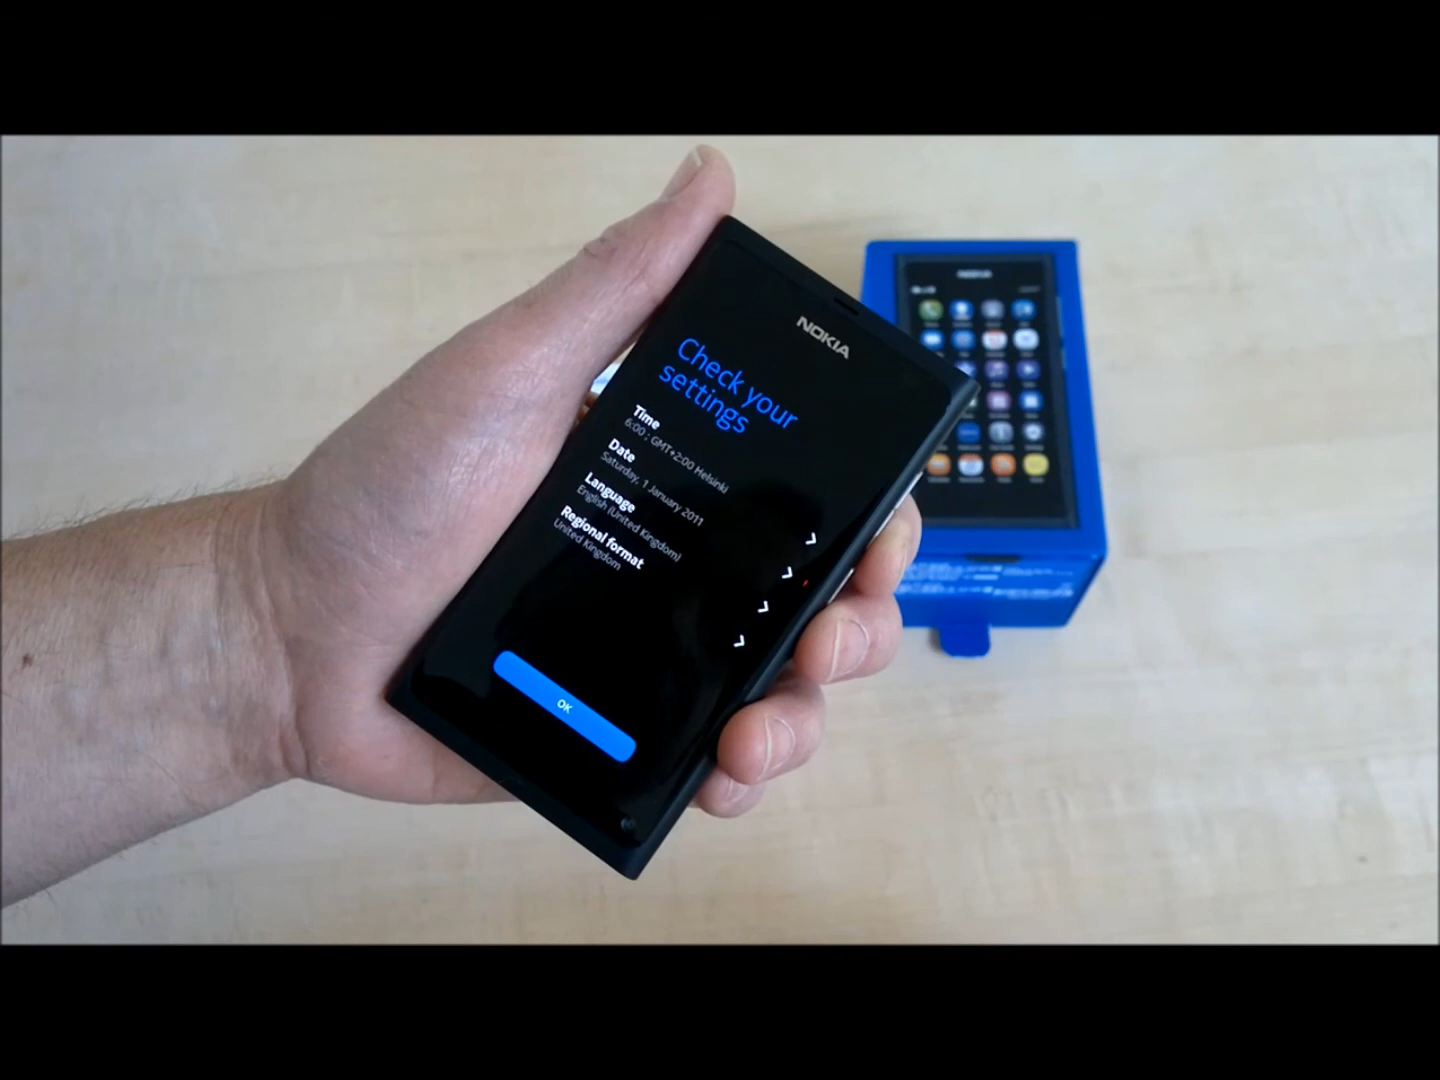 NOKIA
Check your
settings
Time
6:00 : GMT+2:00 Helsinki
Date
Saturday, 1 January 2011
Language
English (United Kingdom)
Regional format
United Kingdom
OK
NOKIA